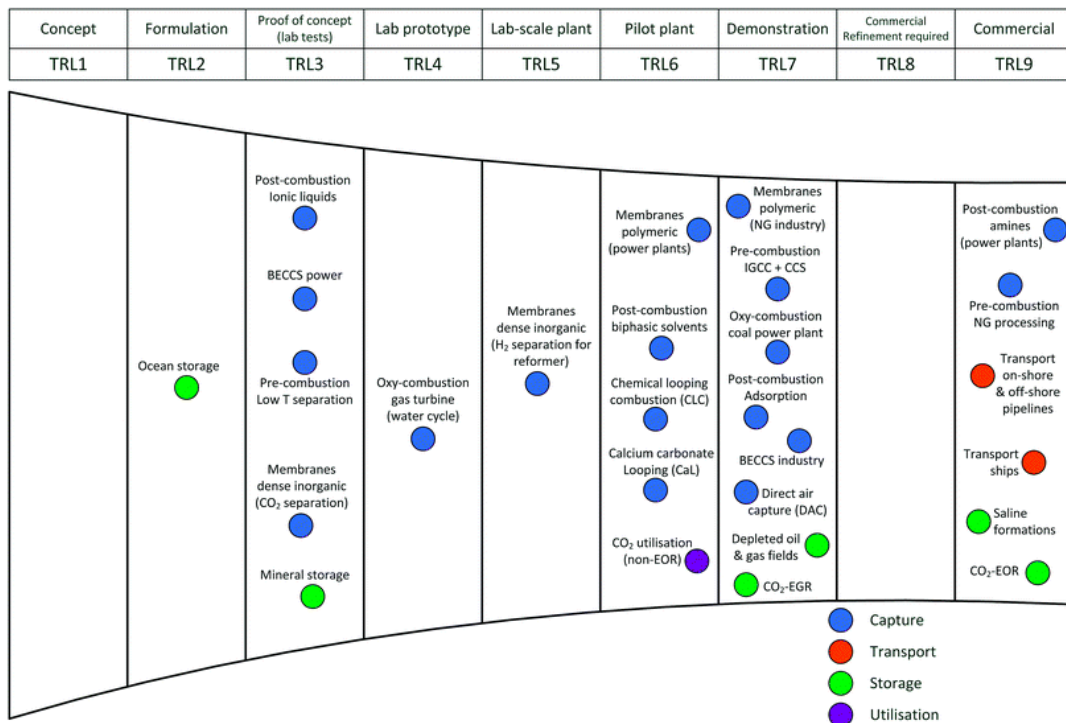 Concept
Formulation
Proof of concept
(lab tests)
Lab prototype
Lab-scale plant
Pilot plant
Demonstration
Commercial
Refinement required
Commercial
TRL1
TRL2
TRL3
TRL4
TRL5
TRL6
TRL7
TRL8
TRL9
Ocean storage
Post-combustion
Ionic liquids
BECCS power
Pre-combustion
Low T separation
Membranes
dense inorganic
(CO₂ separation)
Mineral storage
Oxy-combustion
gas turbine
(water cycle)
Membranes
dense inorganic
(H₂ separation for
reformer)
Membranes
polymeric
(power plants)
Post-combustion
biphasic solvents
Chemical looping
combustion (CLC)
Calcium carbonate
Looping (CaL)
CO₂ utilisation
(non-EOR)
Membranes
polymeric
(NG industry)
Pre-combustion
IGCC + CCS
Oxy-combustion
coal power plant
Post-combustion
Adsorption
BECCS industry
Direct air
capture (DAC)
Depleted oil
& gas fields
CO₂-EGR
Post-combustion
amines
(power plants)
Pre-combustion
NG processing
Transport
on-shore
& off-shore
pipelines
Transport
ships
Saline
formations
CO₂-EOR
Capture
Transport
Storage
Utilisation